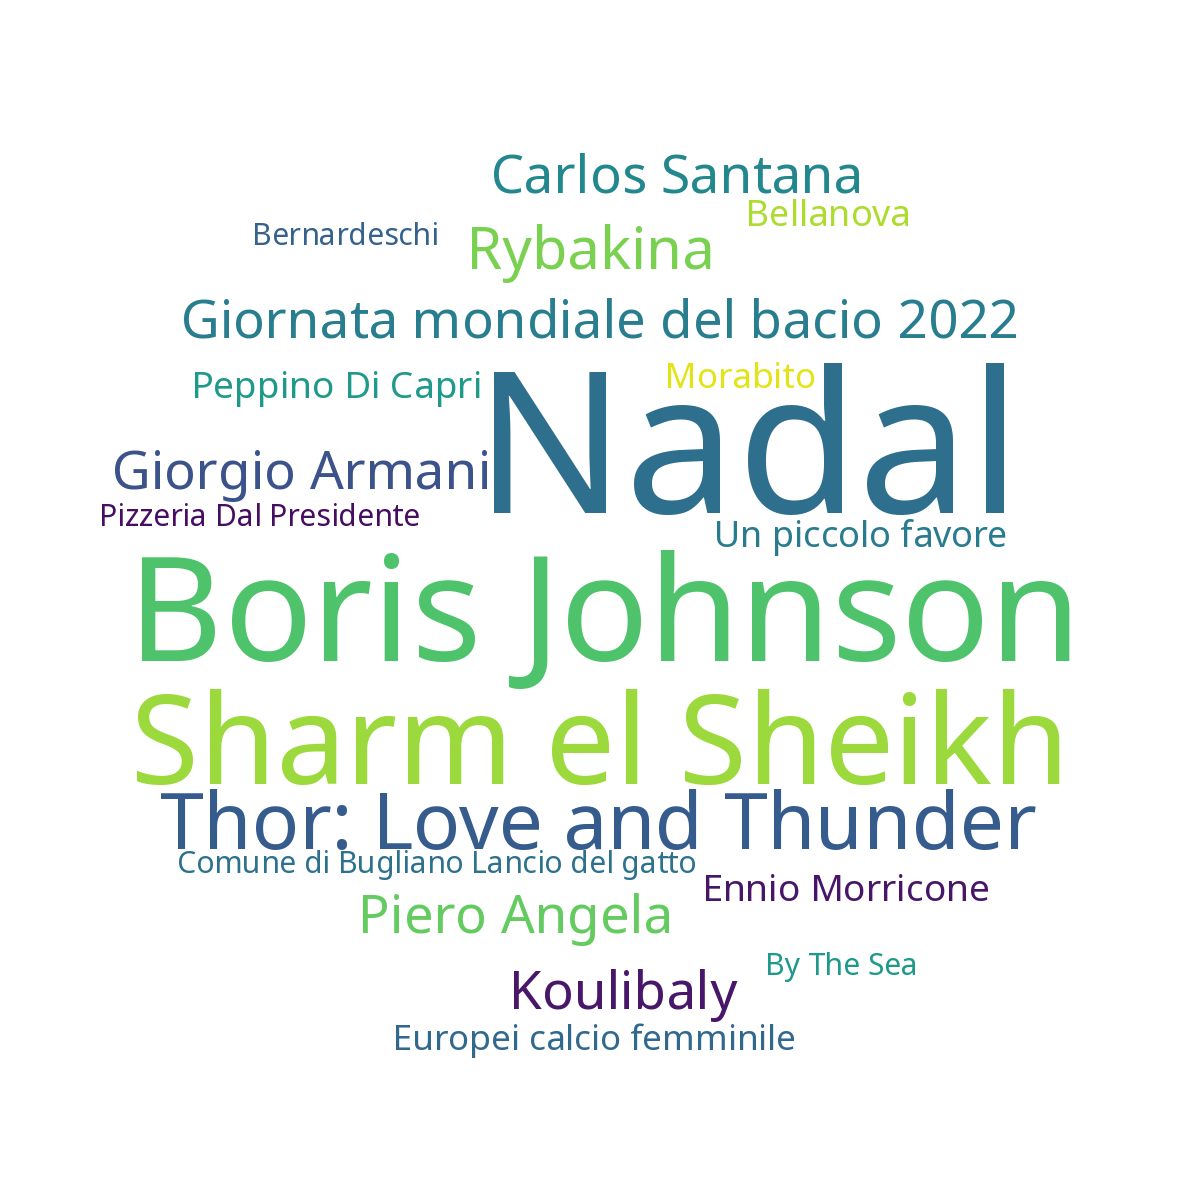 Carlos Santana
Bellanova
Bernardeschi
Rybakina
Giornata mondiale del bacio 2022
Morabito
Peppino Di Capri
Nadal
Giorgio Armani
Pizzeria Dal Presidente
Un piccolo favore
Boris Johnson
Sharm el Sheikh
Thor: Love and Thunder
Comune di Bugliano Lancio del gatto
Ennio Morricone
Piero Angela
By The Sea
Koulibaly
Europei calcio femminile